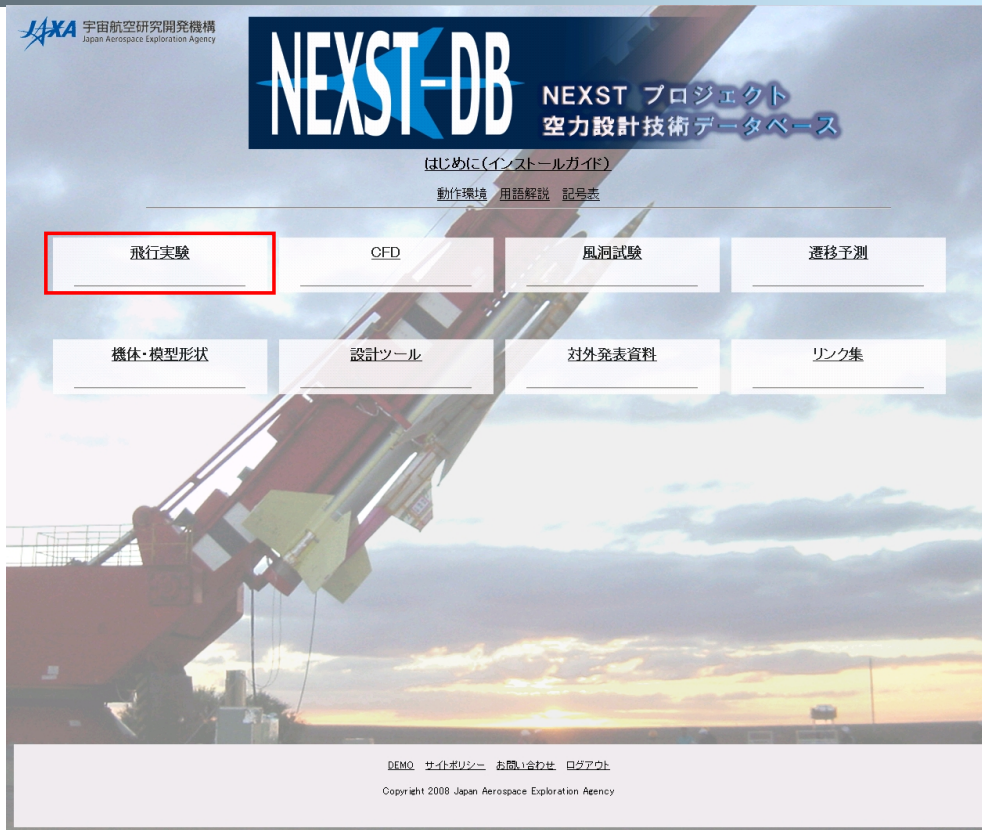 JAXA 宇宙航空研究開発機構
Japan Aerospace Exploration Agency
NEXST-DB
NEXST プロジェクト
空力設計技術データベース
はじめに(インストールガイド)
動作環境 用語解説 記号表
飛行実験 CFD 風洞試験 遷移予測
機体・模型形状 設計ツール 対外発表資料 リンク集
DEMO サイトポリシー お問い合わせ ログアウト
Copyright 2008 Japan Aerospace Exploration Agency